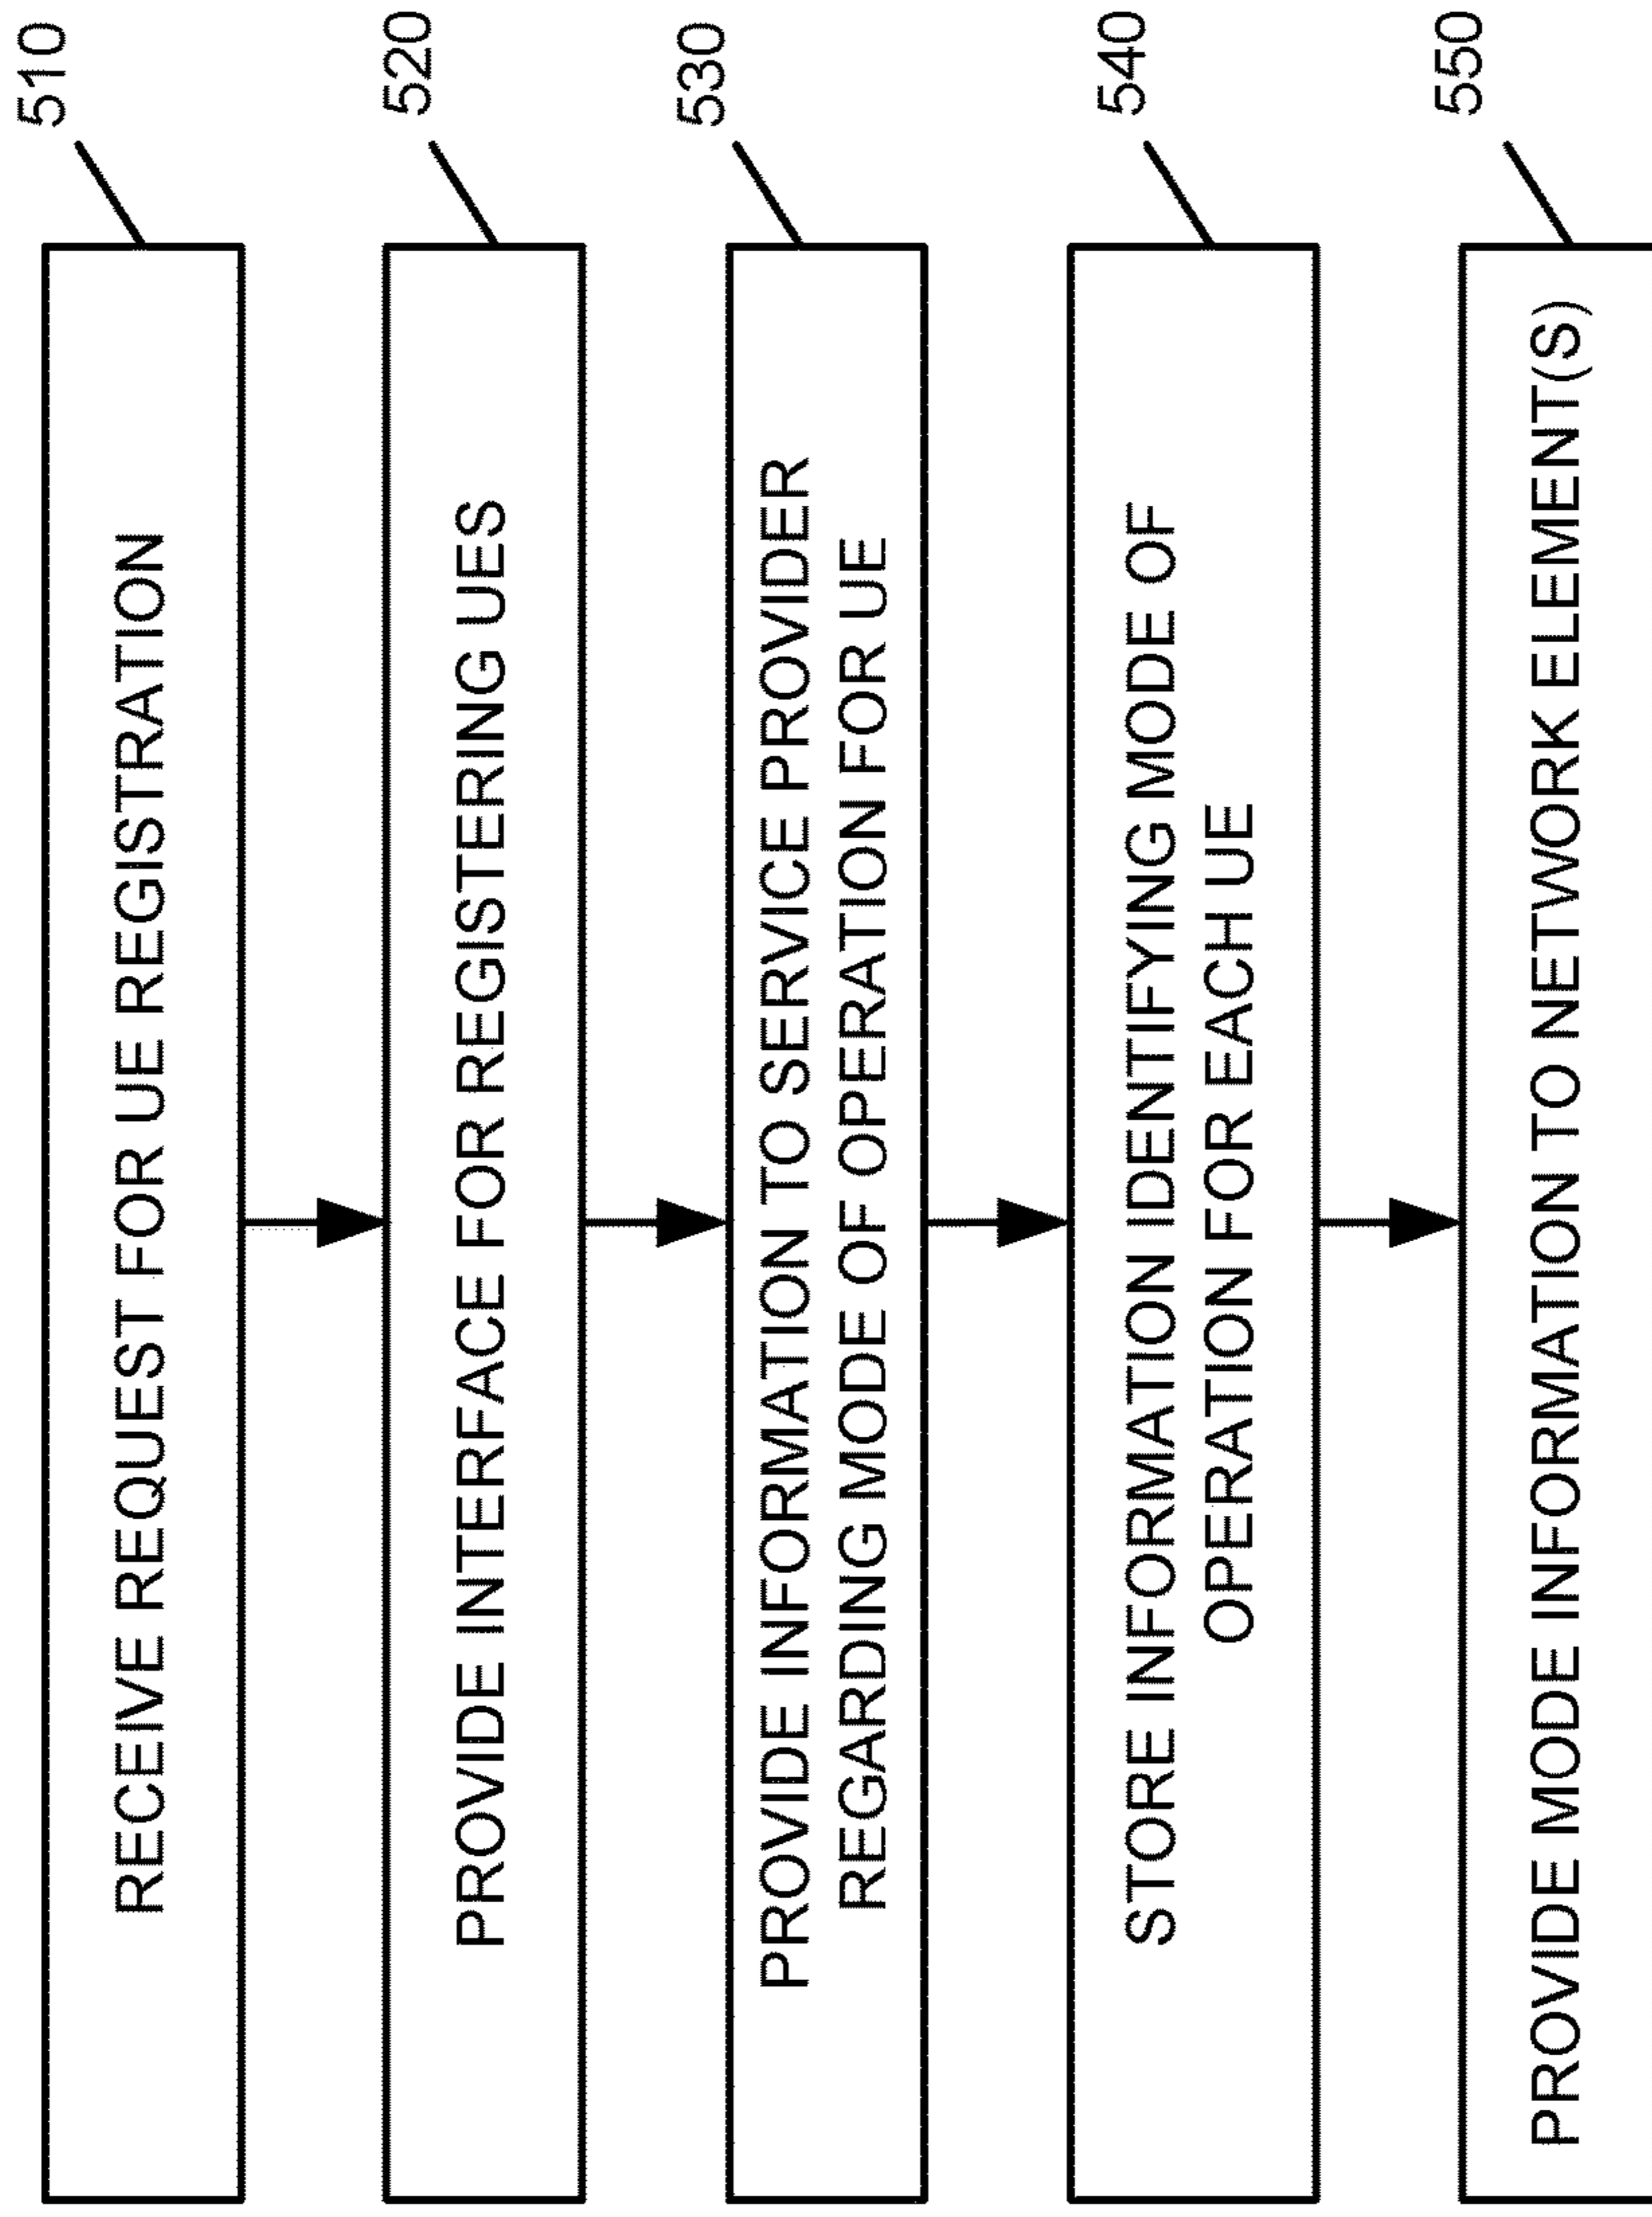 510
RECEIVE REQUEST FOR UE REGISTRATION
520
PROVIDE INTERFACE FOR REGISTERING UES
530
PROVIDE INFORMATION TO SERVICE PROVIDER
REGARDING MODE OF OPERATION FOR UE
540
STORE INFORMATION IDENTIFYING MODE OF
OPERATION FOR EACH UE
550
PROVIDE MODE INFORMATION TO NETWORK ELEMENT(S)